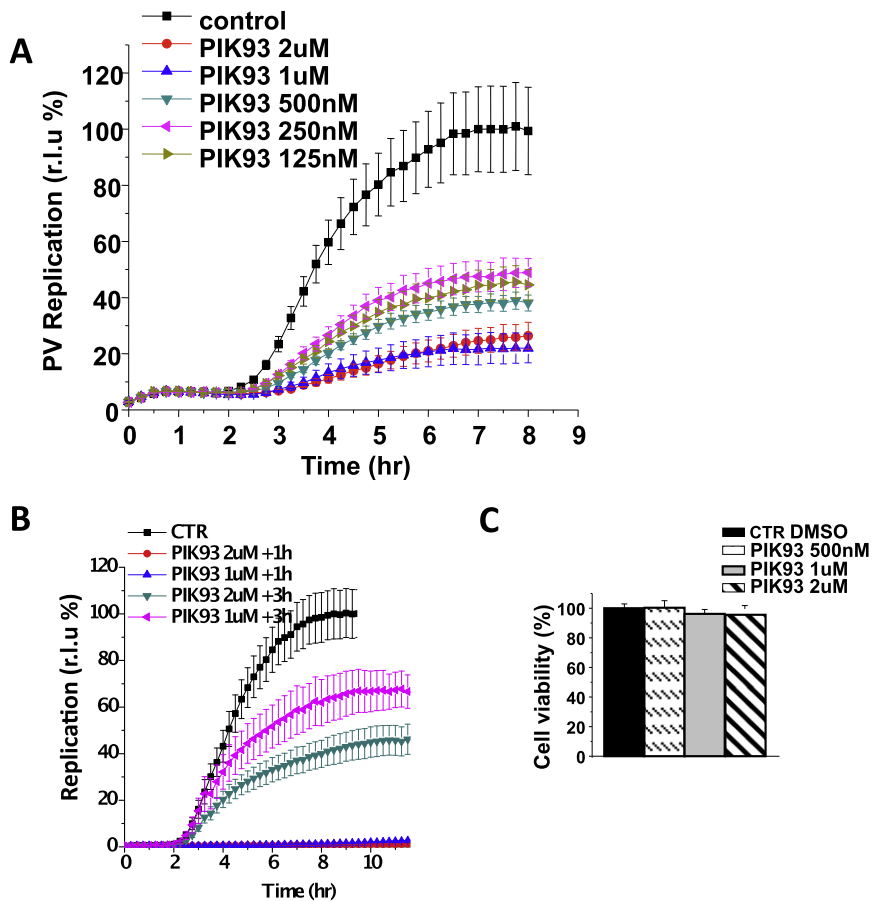 A
control
PIK93 2uM
PIK93 1uM
PIK93 500nM
PIK93 250nM
PIK93 125nM
PV Replication (r.l.u %)
120
100
80
60
40
20
0
0 1 2 3 4 5 6 7 8 9
Time (hr)
B
CTR
PIK93 2uM +1h
PIK93 1uM +1h
PIK93 2uM +3h
PIK93 1uM +3h
Replication (r.l.u %)
120
100
80
60
40
20
0
0 2 4 6 8 10
Time (hr)
C
CTR DMSO
PIK93 500nM
PIK93 1uM
PIK93 2uM
Cell viability (%)
100
80
60
40
20
0